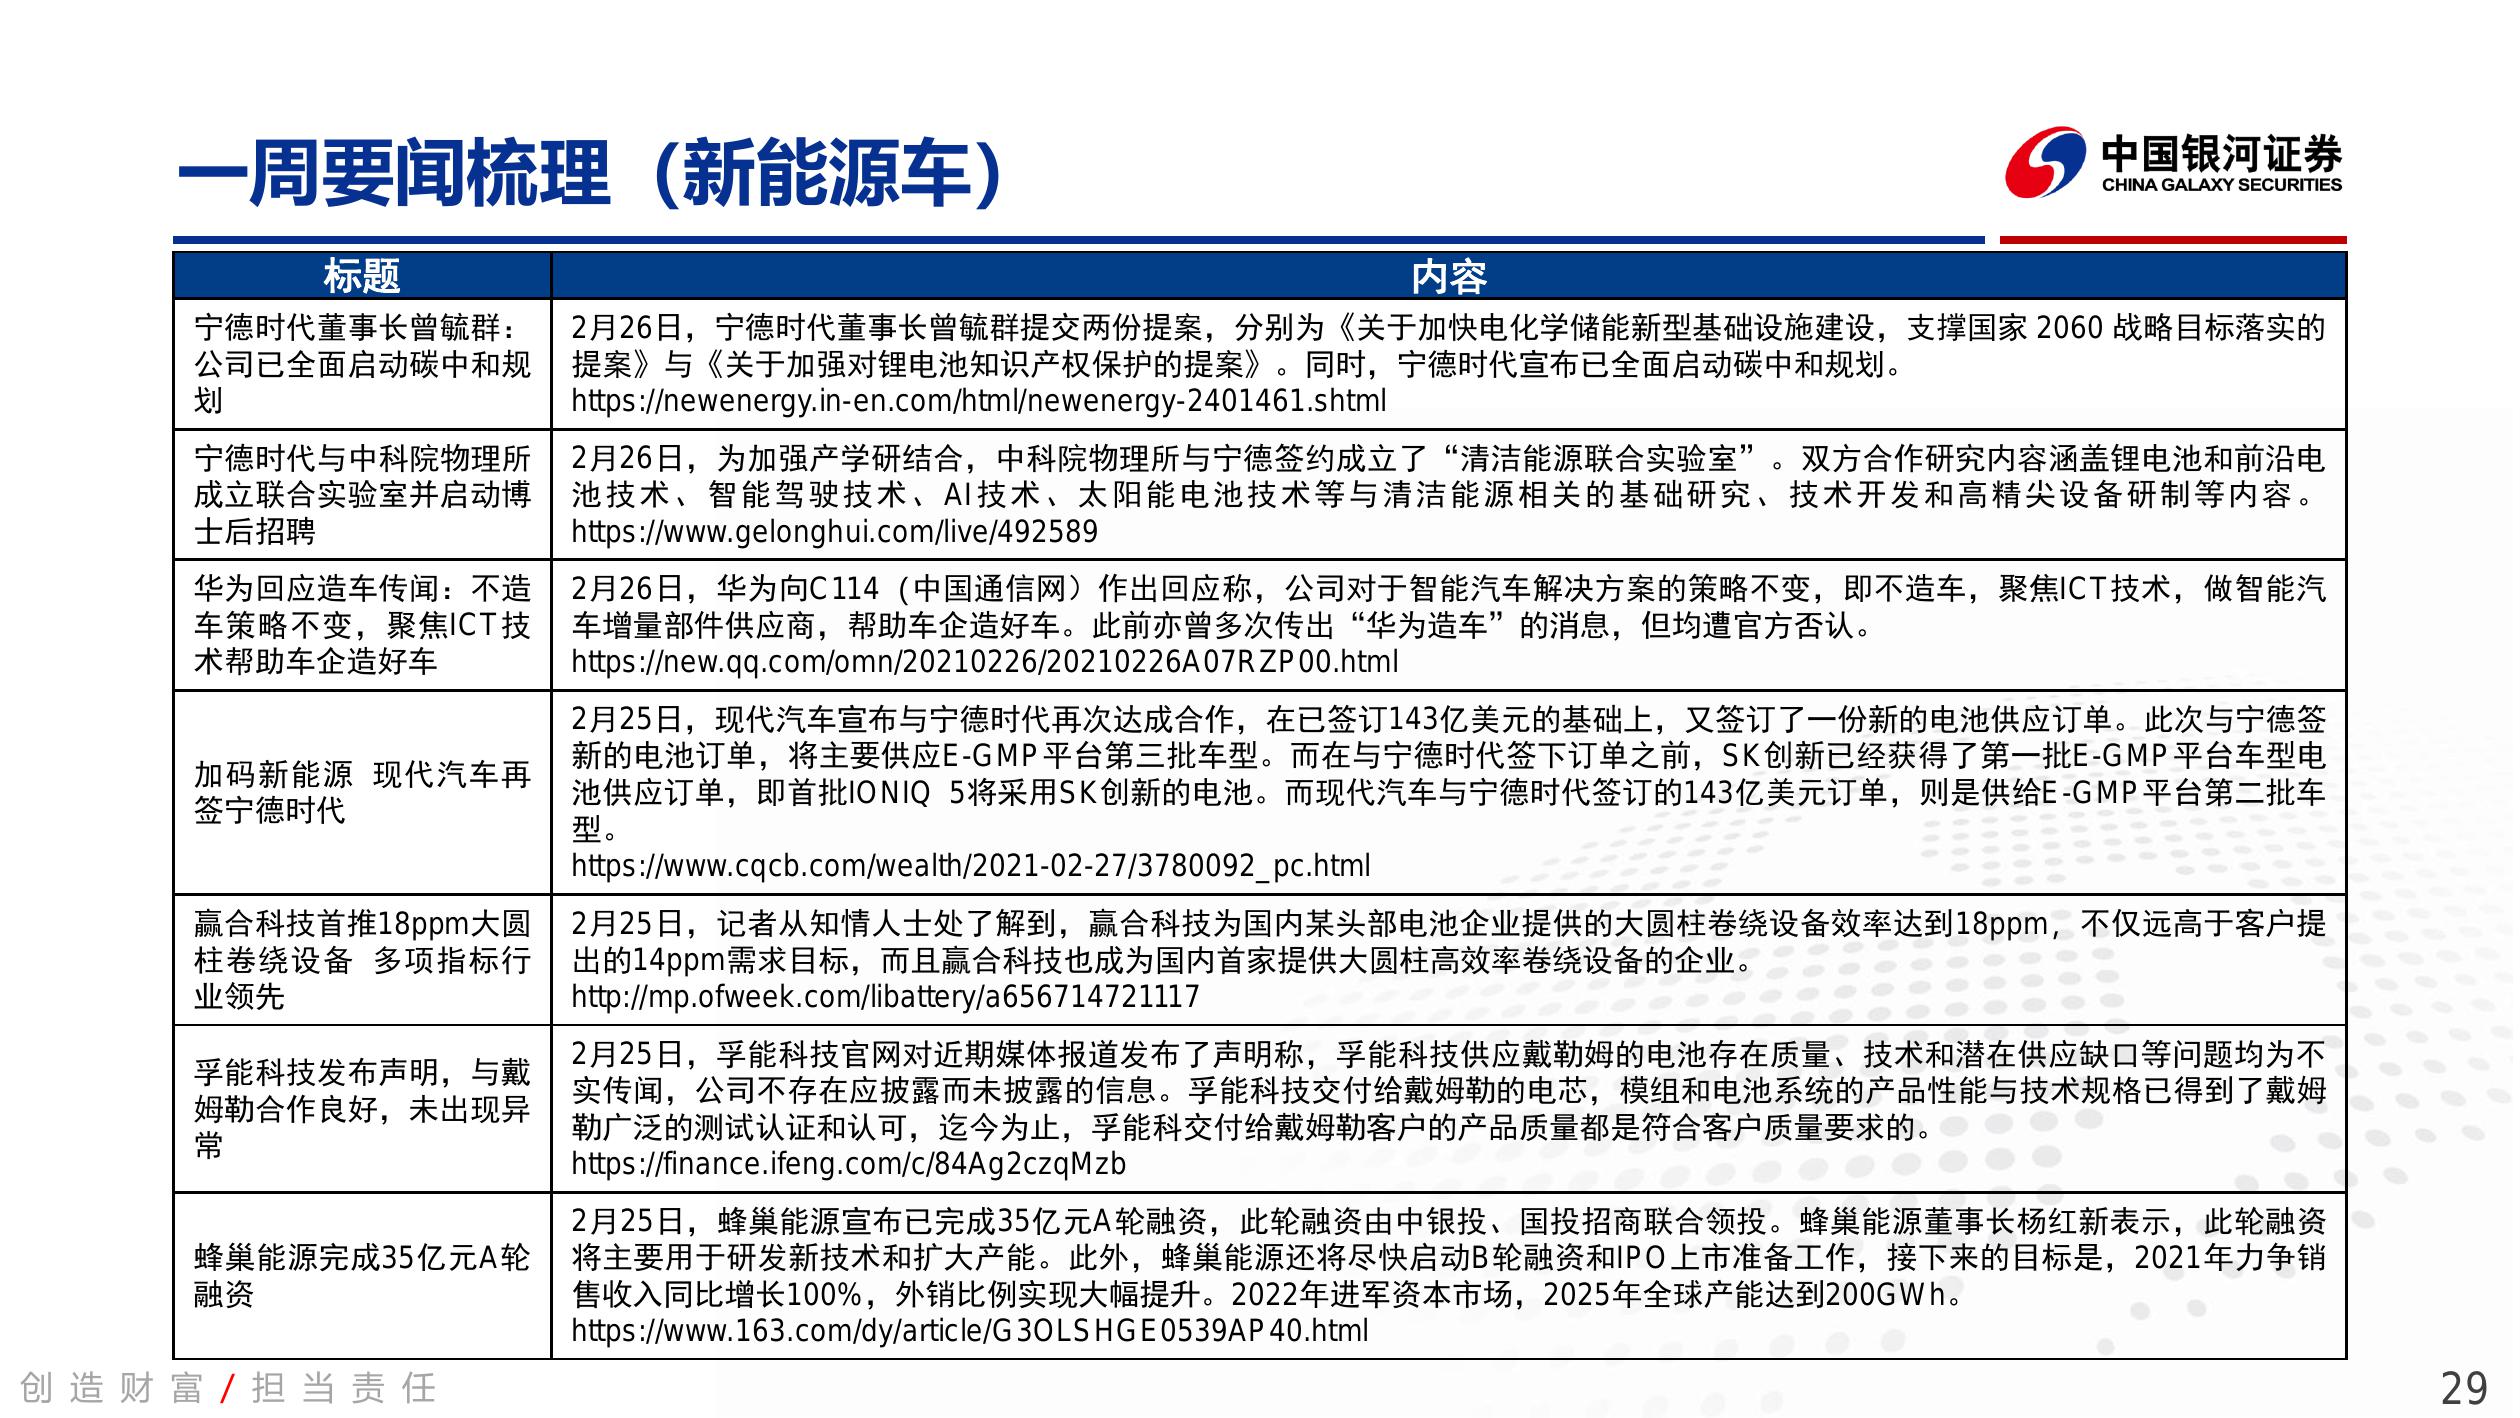 一周要闻梳理（新能源车）
中国银河证券
CHINA GALAXY SECURITIES
标题
内容
宁德时代董事长曾毓群：
公司已全面启动碳中和规
划
2月26日，宁德时代董事长曾毓群提交两份提案，分别为《关于加快电化学储能新型基础设施建设，支撑国家 2060 战略目标落实的
提案》与《关于加强对锂电池知识产权保护的提案》。同时，宁德时代宣布已全面启动碳中和规划。
https://newenergy.in-en.com/html/newenergy-2401461.shtml
宁德时代与中科院物理所
成立联合实验室并启动博
士后招聘
2月26日，为加强产学研结合，中科院物理所与宁德签约成立了“清洁能源联合实验室”。双方合作研究内容涵盖锂电池和前沿电
池技术、智能驾驶技术、AI技术、太阳能电池技术等与清洁能源相关的基础研究、技术开发和高精尖设备研制等内容。
https://www.gelonghui.com/live/492589
华为回应造车传闻：不造
车策略不变，聚焦ICT技
术帮助车企造好车
2月26日，华为向C114（中国通信网）作出回应称，公司对于智能汽车解决方案的策略不变，即不造车，聚焦ICT技术，做智能汽
车增量部件供应商，帮助车企造好车。此前亦曾多次传出“华为造车”的消息，但均遭官方否认。
https://new.qq.com/omn/20210226/20210226A07RZP00.html
加码新能源 现代汽车再
签宁德时代
2月25日，现代汽车宣布与宁德时代再次达成合作，在已签订143亿美元的基础上，又签订了一份新的电池供应订单。此次与宁德签
新的电池订单，将主要供应E-GMP平台第三批车型。而在与宁德时代签下订单之前，SK创新已经获得了第一批E-GMP平台车型电
池供应订单，即首批IONIQ 5将采用SK创新的电池。而现代汽车与宁德时代签订的143亿美元订单，则是供给E-GMP平台第二批车
型。
https://www.cqcb.com/wealth/2021-02-27/3780092_pc.html
赢合科技首推18ppm大圆
柱卷绕设备 多项指标行
业领先
2月25日，记者从知情人士处了解到，赢合科技为国内某头部电池企业提供的大圆柱卷绕设备效率达到18ppm，不仅远高于客户提
出的14ppm需求目标，而且赢合科技也成为国内首家提供大圆柱高效率卷绕设备的企业。
http://mp.ofweek.com/libattery/a656714721117
孚能科技发布声明，与戴
姆勒合作良好，未出现异
常
2月25日，孚能科技官网对近期媒体报道发布了声明称，孚能科技供应戴勒姆的电池存在质量、技术和潜在供应缺口等问题均为不
实传闻，公司不存在应披露而未披露的信息。孚能科技交付给戴姆勒的电芯，模组和电池系统的产品性能与技术规格已得到了戴姆
勒广泛的测试认证和认可，迄今为止，孚能科交付给戴姆勒客户的产品质量都是符合客户质量要求的。
https://finance.ifeng.com/c/84Ag2czqMzb
蜂巢能源完成35亿元A轮
融资
2月25日，蜂巢能源宣布已完成35亿元A轮融资，此轮融资由中银投、国投招商联合领投。蜂巢能源董事长杨红新表示，此轮融资
将主要用于研发新技术和扩大产能。此外，蜂巢能源还将尽快启动B轮融资和IPO上市准备工作，接下来的目标是，2021年力争销
售收入同比增长100%，外销比例实现大幅提升。2022年进军资本市场，2025年全球产能达到200GWh。
https://www.163.com/dy/article/G3OLSHGE0539AP40.html
创造财富/担当责任
29